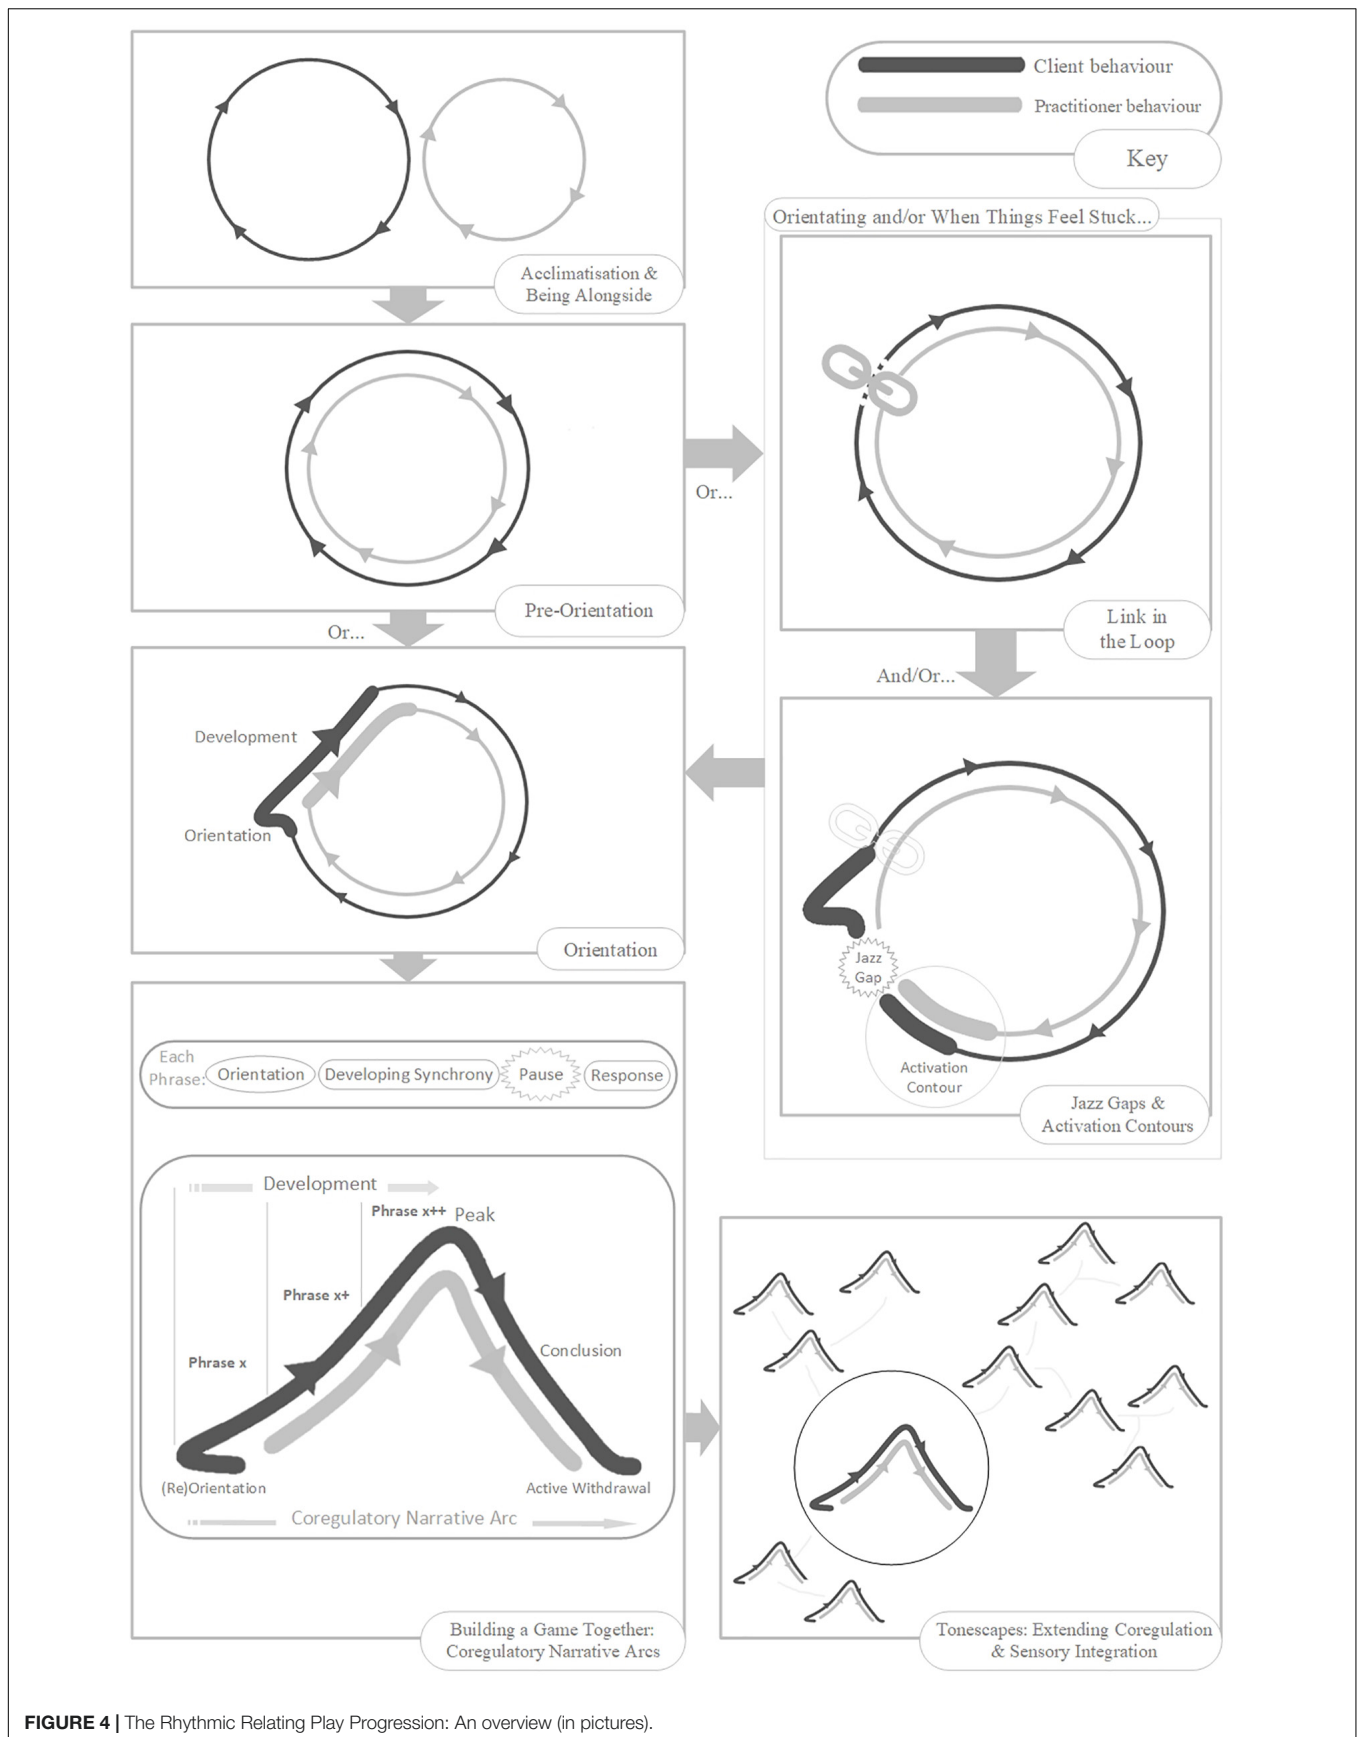 Client behaviour
Practitioner behaviour
Key
Acclimatisation &
Being Alongside
Orientating and/or When Things Feel Stuck...
Pre-Orientation
Or...
Link in
the Loop
Or...
And/Or...
Development
Orientation
Orientation
Jazz
Gap
Activation
Contour
Jazz Gaps &
Activation Contours
Each
Phrase:
Orientation
Developing Synchrony
Pause
Response
Development
Phrase x++
Peak
Phrase x+
Phrase x
Conclusion
(Re)Orientation
Active Withdrawal
Coregulatory Narrative Arc
Building a Game Together:
Coregulatory Narrative Arcs
Tonescapes: Extending Coregulation
& Sensory Integration
FIGURE 4 | The Rhythmic Relating Play Progression: An overview (in pictures).